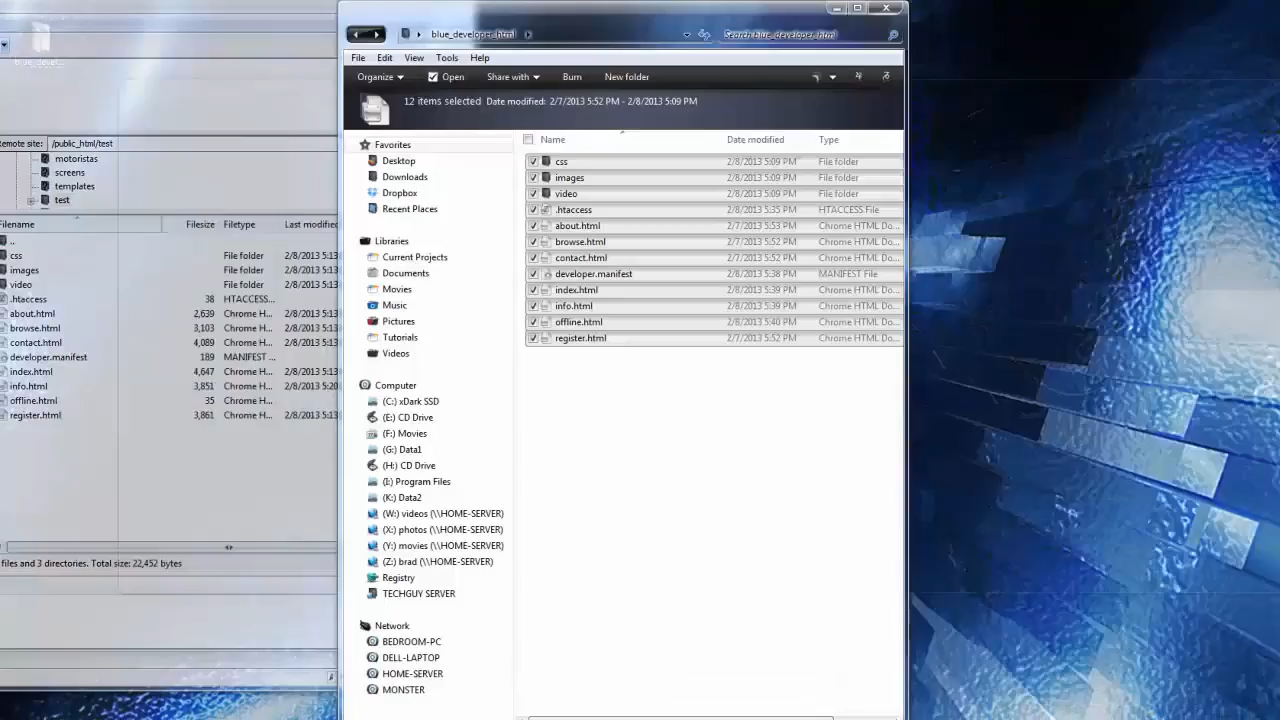 blue_devel...
emote site: /public_html/test
motoristas
screens
templates
test
Filename Filesize Filetype Last modified
..
css File folder 2/8/2013 5:13
images File folder 2/8/2013 5:13
video File folder 2/8/2013 5:13
.htaccess 38 HTACCESS... 2/8/2013 5:13
about.html 2,639 Chrome H... 2/8/2013 5:13
browse.html 3,103 Chrome H... 2/8/2013 5:13
contact.html 4,089 Chrome H... 2/8/2013 5:13
developer.manifest 189 MANIFEST ... 2/8/2013 5:13
index.html 4,647 Chrome H... 2/8/2013 5:13
info.html 3,851 Chrome H... 2/8/2013 5:20
offline.html 35 Chrome H... 2/8/2013 5:13
register.html 3,861 Chrome H... 2/8/2013 5:13
files and 3 directories. Total size: 22,452 bytes
blue_developer_html
Search blue_developer_html
File Edit View Tools Help
Organize Open Share with Burn New folder
12 items selected Date modified: 2/7/2013 5:52 PM - 2/8/2013 5:09 PM
Favorites
Desktop
Downloads
Dropbox
Recent Places
Libraries
Current Projects
Documents
Movies
Music
Pictures
Tutorials
Videos
Computer
(C:) xDark SSD
(E:) CD Drive
(F:) Movies
(G:) Data1
(H:) CD Drive
(I:) Program Files
(K:) Data2
(W:) videos (\\HOME-SERVER)
(X:) photos (\\HOME-SERVER)
(Y:) movies (\\HOME-SERVER)
(Z:) brad (\\HOME-SERVER)
Registry
TECHGUY SERVER
Network
BEDROOM-PC
DELL-LAPTOP
HOME-SERVER
MONSTER
Name Date modified Type
css 2/8/2013 5:09 PM File folder
images 2/8/2013 5:09 PM File folder
video 2/8/2013 5:09 PM File folder
.htaccess 2/8/2013 5:35 PM HTACCESS File
about.html 2/7/2013 5:53 PM Chrome HTML Do...
browse.html 2/7/2013 5:52 PM Chrome HTML Do...
contact.html 2/7/2013 5:52 PM Chrome HTML Do...
developer.manifest 2/8/2013 5:38 PM MANIFEST File
index.html 2/8/2013 5:39 PM Chrome HTML Do...
info.html 2/8/2013 5:39 PM Chrome HTML Do...
offline.html 2/8/2013 5:40 PM Chrome HTML Do...
register.html 2/7/2013 5:52 PM Chrome HTML Do...